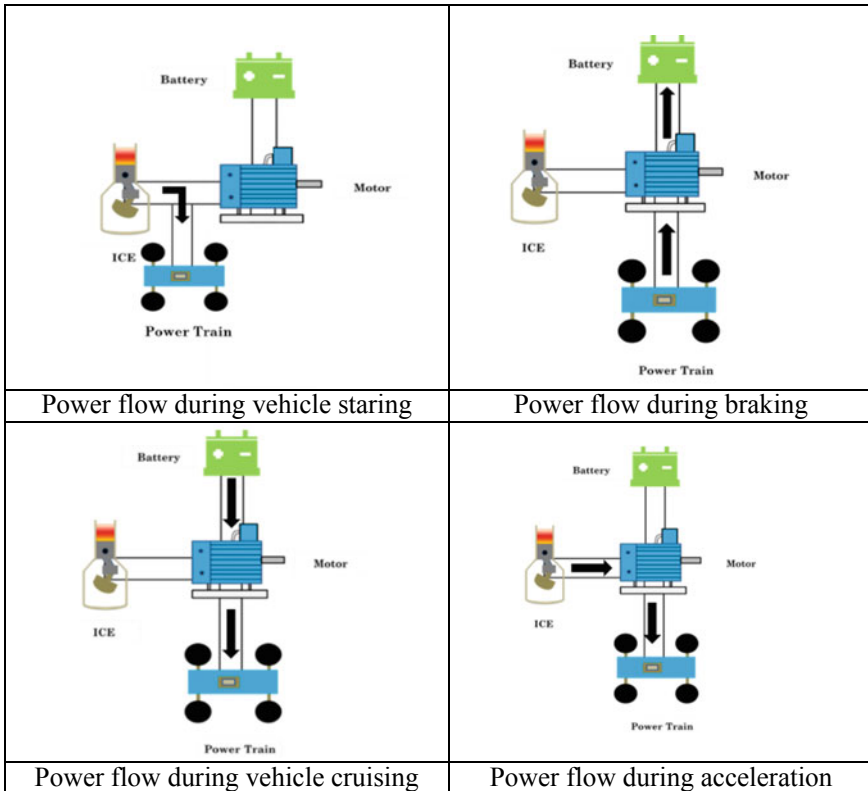 Battery
Motor
ICE
Power Train
Power flow during vehicle staring
Battery
Motor
ICE
Power Train
Power flow during braking
Battery
Motor
ICE
Power Train
Power flow during vehicle cruising
Battery
Motor
ICE
Power Train
Power flow during acceleration